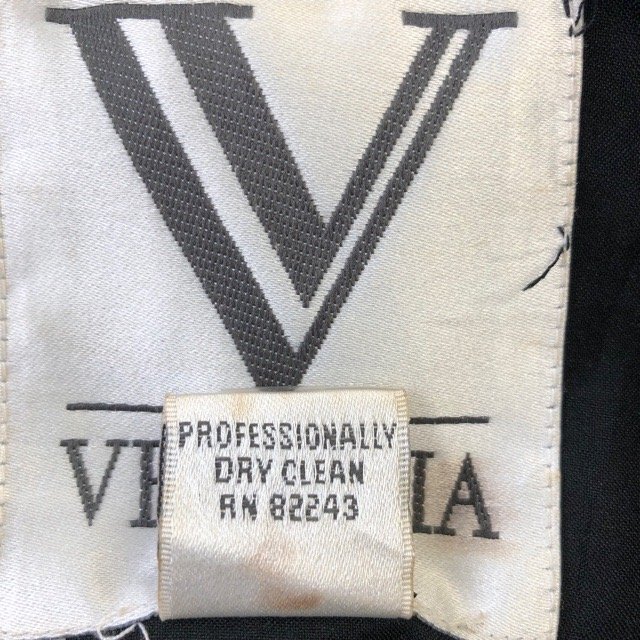 V
PROFESSIONALLY
DRY CLEAN
RN 82243